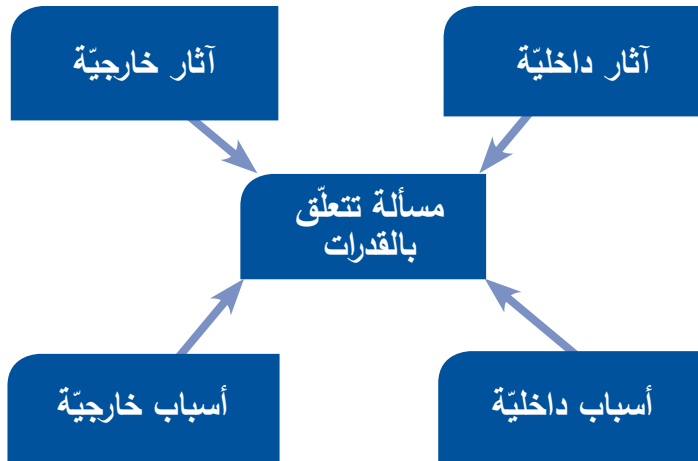 آثار داخليّة
آثار خارجيّة
مسألة تتعلّق
بالقدرات
أسباب داخليّة
أسباب خارجيّة